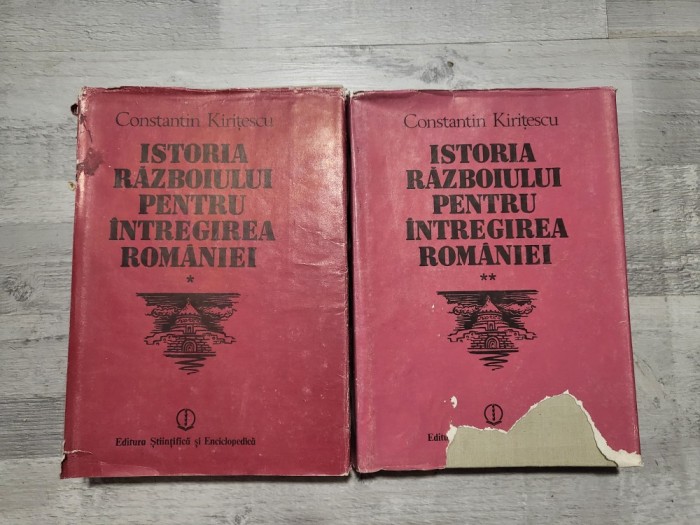 Constantin Kirițescu
ISTORIA
RĂZBOIULUI
PENTRU
ÎNTREGIREA
ROMÂNIEI
*
Editura Științifică și Enciclopedică
Constantin Kirițescu
ISTORIA
RĂZBOIULUI
PENTRU
ÎNTREGIREA
ROMÂNIEI
**